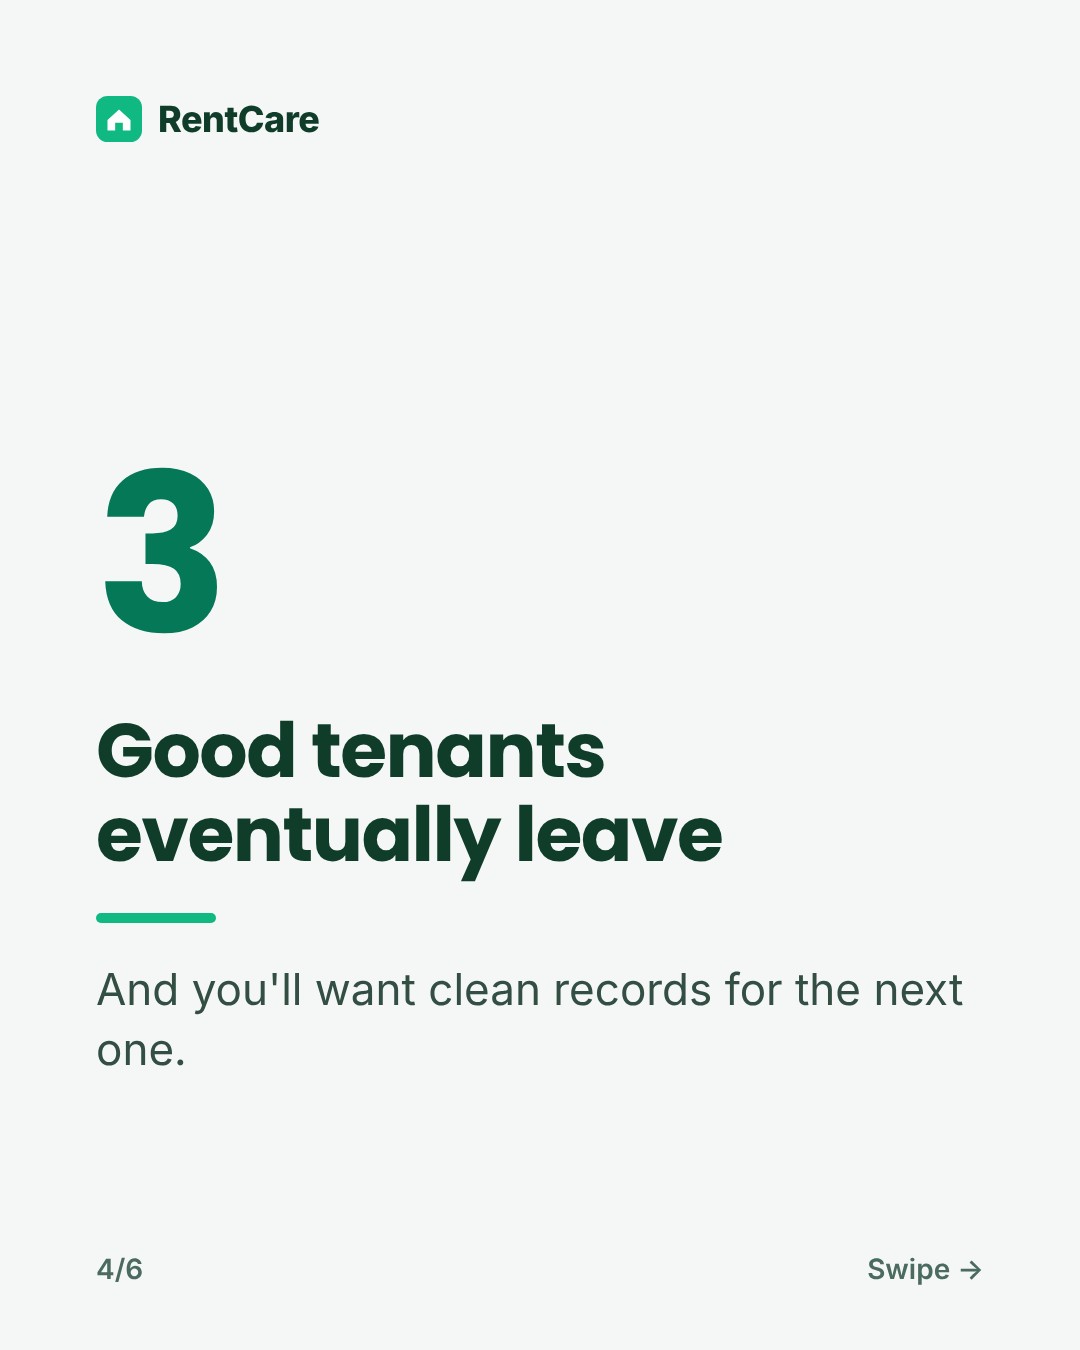 RentCare
3
Good tenants
eventually leave
And you'll want clean records for the next
one.
4/6
Swipe →